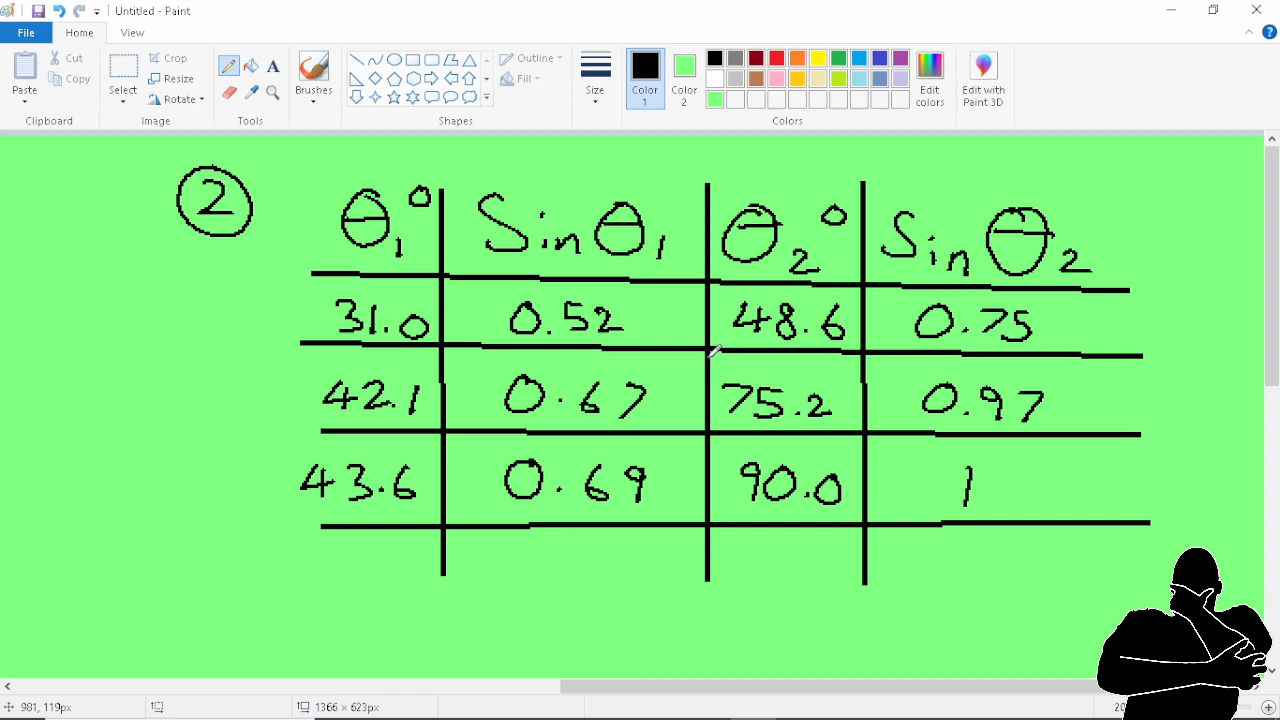 Untitled - Paint
File Home View
Paste Cut Copy Clipboard
Select Crop Resize Rotate Image
A Tools
Brushes
Outline Fill Shapes
Size
Color 1 Color 2 Edit colors Colors
Edit with Paint 3D
2
θ₁° Sinθ₁ θ₂° Sinθ₂
31.0 0.52 48.6 0.75
42.1 0.67 75.2 0.97
43.6 0.69 90.0 1
981, 119px 1366 × 623px